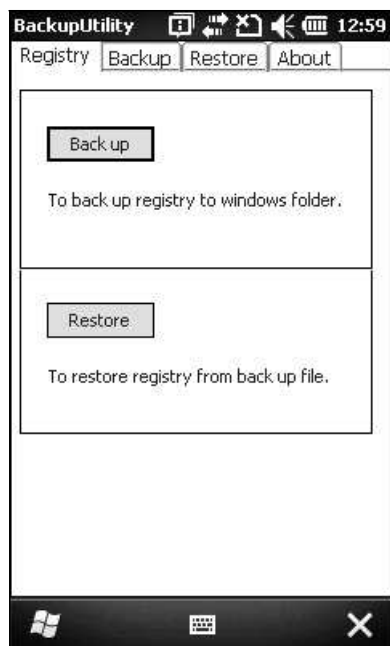 BackupUtility 12:59
Registry Backup Restore About
Back up
To back up registry to windows folder.
Restore
To restore registry from back up file.